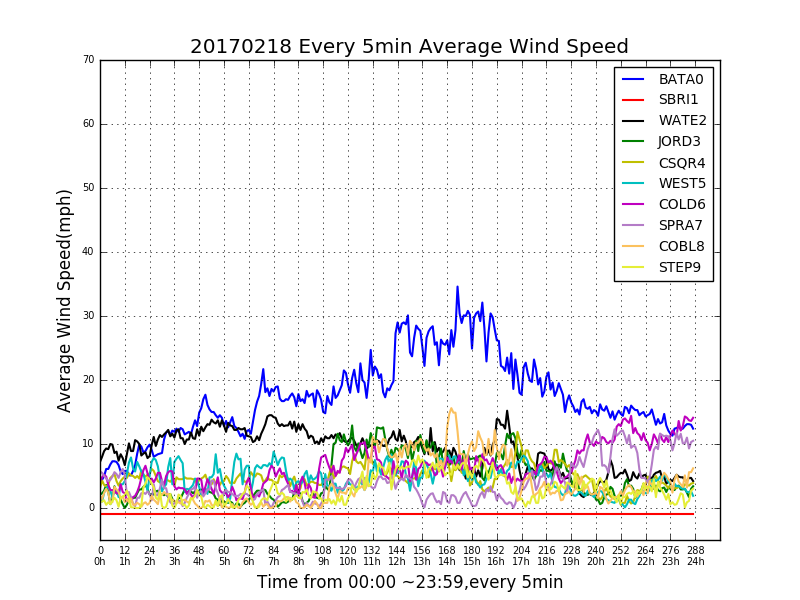 20170218 Every 5min Average Wind Speed
70
60
50
40
30
20
10
0
Average Wind Speed(mph)
BATA0
SBRI1
WATE2
JORD3
CSQR4
WEST5
COLD6
SPRA7
COBL8
STEP9
0 12 24 36 48 60 72 84 96 108 120 132 144 156 168 180 192 204 216 228 240 252 264 276 288
0h 1h 2h 3h 4h 5h 6h 7h 8h 9h 10h 11h 12h 13h 14h 15h 16h 17h 18h 19h 20h 21h 22h 23h 24h
Time from 00:00 ~23:59,every 5min